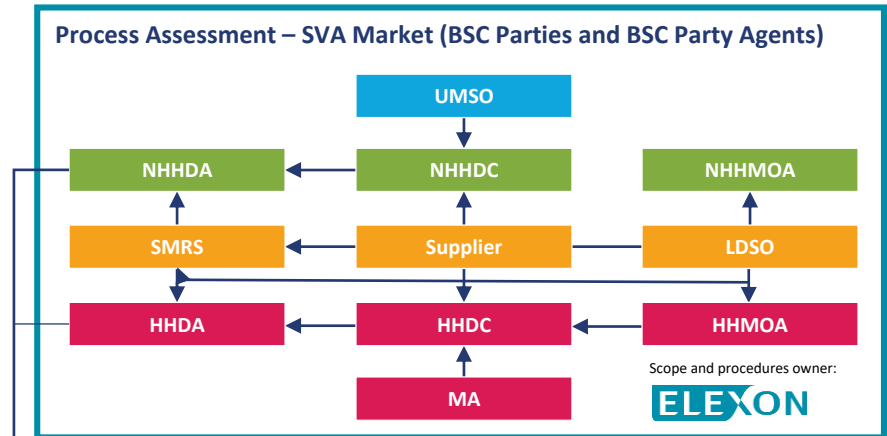 Process Assessment – SVA Market (BSC Parties and BSC Party Agents)
UMSO
NHHDA
NHHDC
NHHMOA
SMRS
Supplier
LDSO
HHDA
HHDC
HHMOA
MA
Scope and procedures owner:
ELEXON